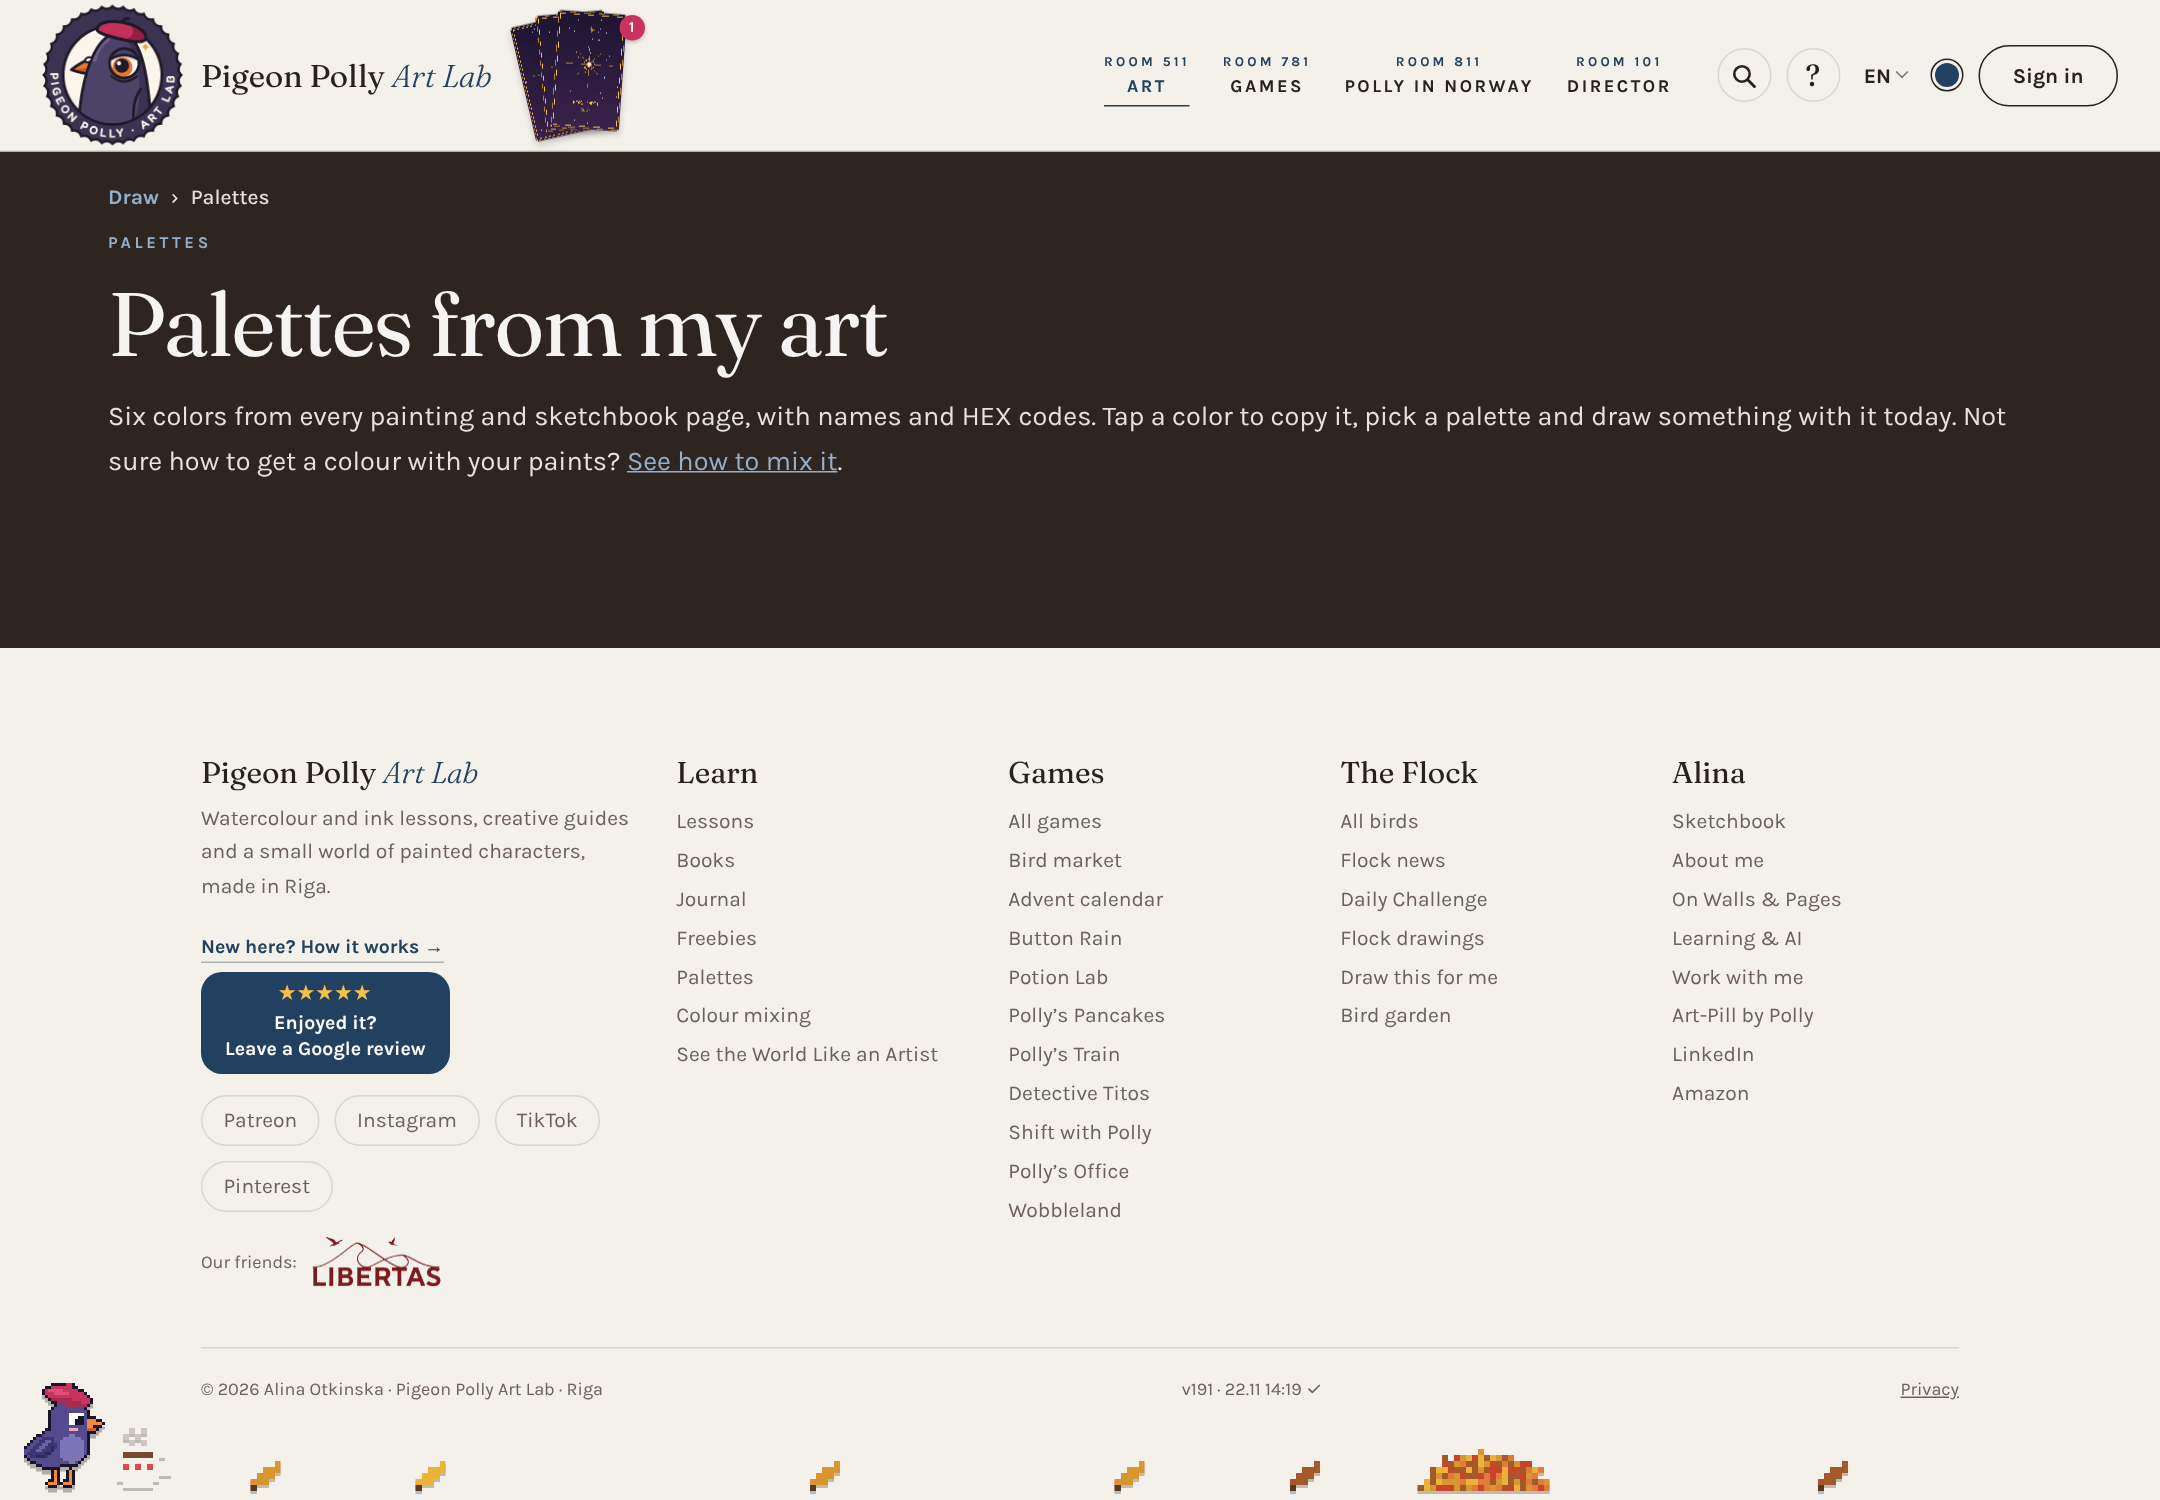 PIGEON POLLY · ART LAB
Pigeon Polly Art Lab
1
ROOM 511
ART
ROOM 781
GAMES
ROOM 811
POLLY IN NORWAY
ROOM 101
DIRECTOR
?
EN
Sign in
Draw › Palettes
PALETTES
Palettes from my art
Six colors from every painting and sketchbook page, with names and HEX codes. Tap a color to copy it, pick a palette and draw something with it today. Not
sure how to get a colour with your paints? See how to mix it.
Pigeon Polly Art Lab
Watercolour and ink lessons, creative guides
and a small world of painted characters,
made in Riga.
New here? How it works →
★★★★★
Enjoyed it?
Leave a Google review
Patreon
Instagram
TikTok
Pinterest
Our friends:
LIBERTAS
Learn
Lessons
Books
Journal
Freebies
Palettes
Colour mixing
See the World Like an Artist
Games
All games
Bird market
Advent calendar
Button Rain
Potion Lab
Polly’s Pancakes
Polly’s Train
Detective Titos
Shift with Polly
Polly’s Office
Wobbleland
The Flock
All birds
Flock news
Daily Challenge
Flock drawings
Draw this for me
Bird garden
Alina
Sketchbook
About me
On Walls & Pages
Learning & AI
Work with me
Art-Pill by Polly
LinkedIn
Amazon
© 2026 Alina Otkinska · Pigeon Polly Art Lab · Riga
v191 · 22.11 14:19 ✓
Privacy